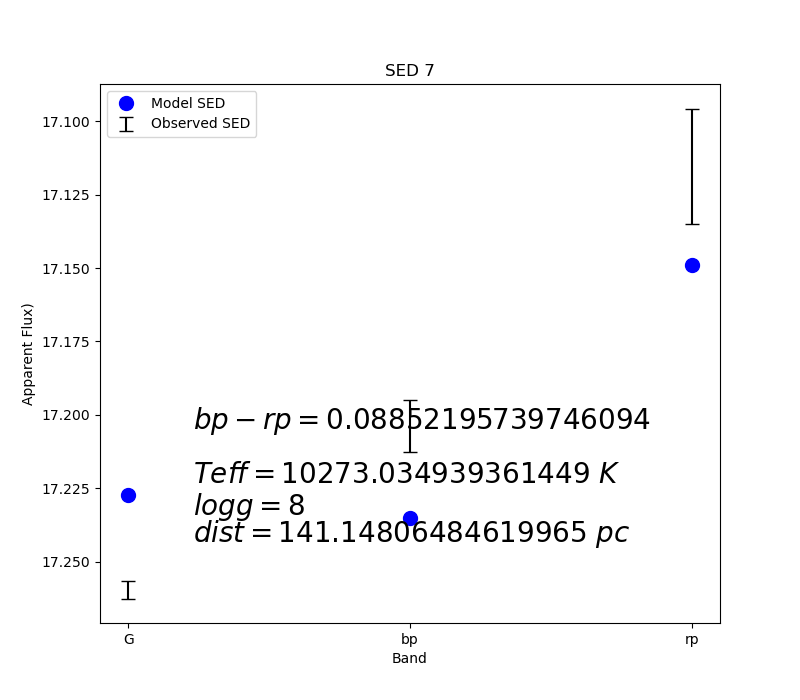 SED 7
Model SED
Observed SED
17.100
17.125
17.150
17.175
17.200
17.225
17.250
Apparent Flux)
bp − rp = 0.08852195739746094
Teff = 10273.034939361449 K
logg = 8
dist = 141.14806484619965 pc
G bp rp
Band